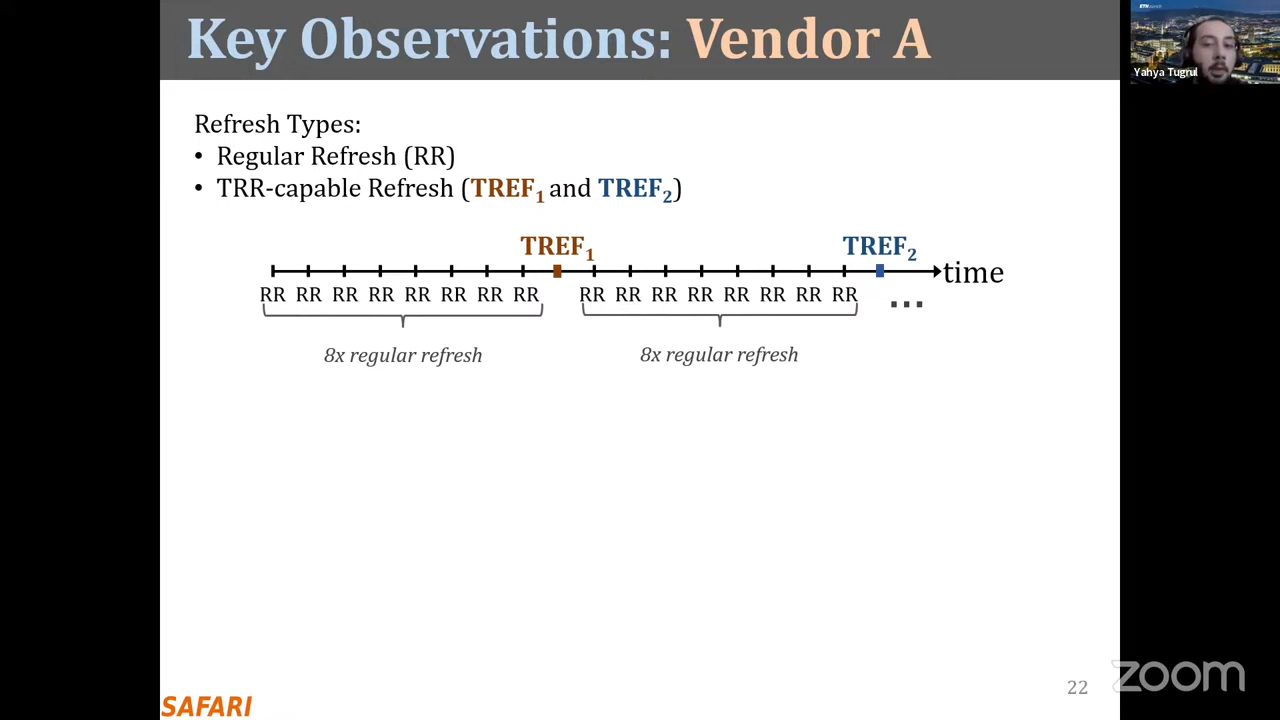 Key Observations: Vendor A
ETH zürich
Yahya Tugrul
Refresh Types:
• Regular Refresh (RR)
• TRR-capable Refresh (TREF1 and TREF2)
TREF1 TREF2
time
RR RR RR RR RR RR RR RR RR RR RR RR RR RR RR RR ...
8x regular refresh 8x regular refresh
SAFARI
22
zoom